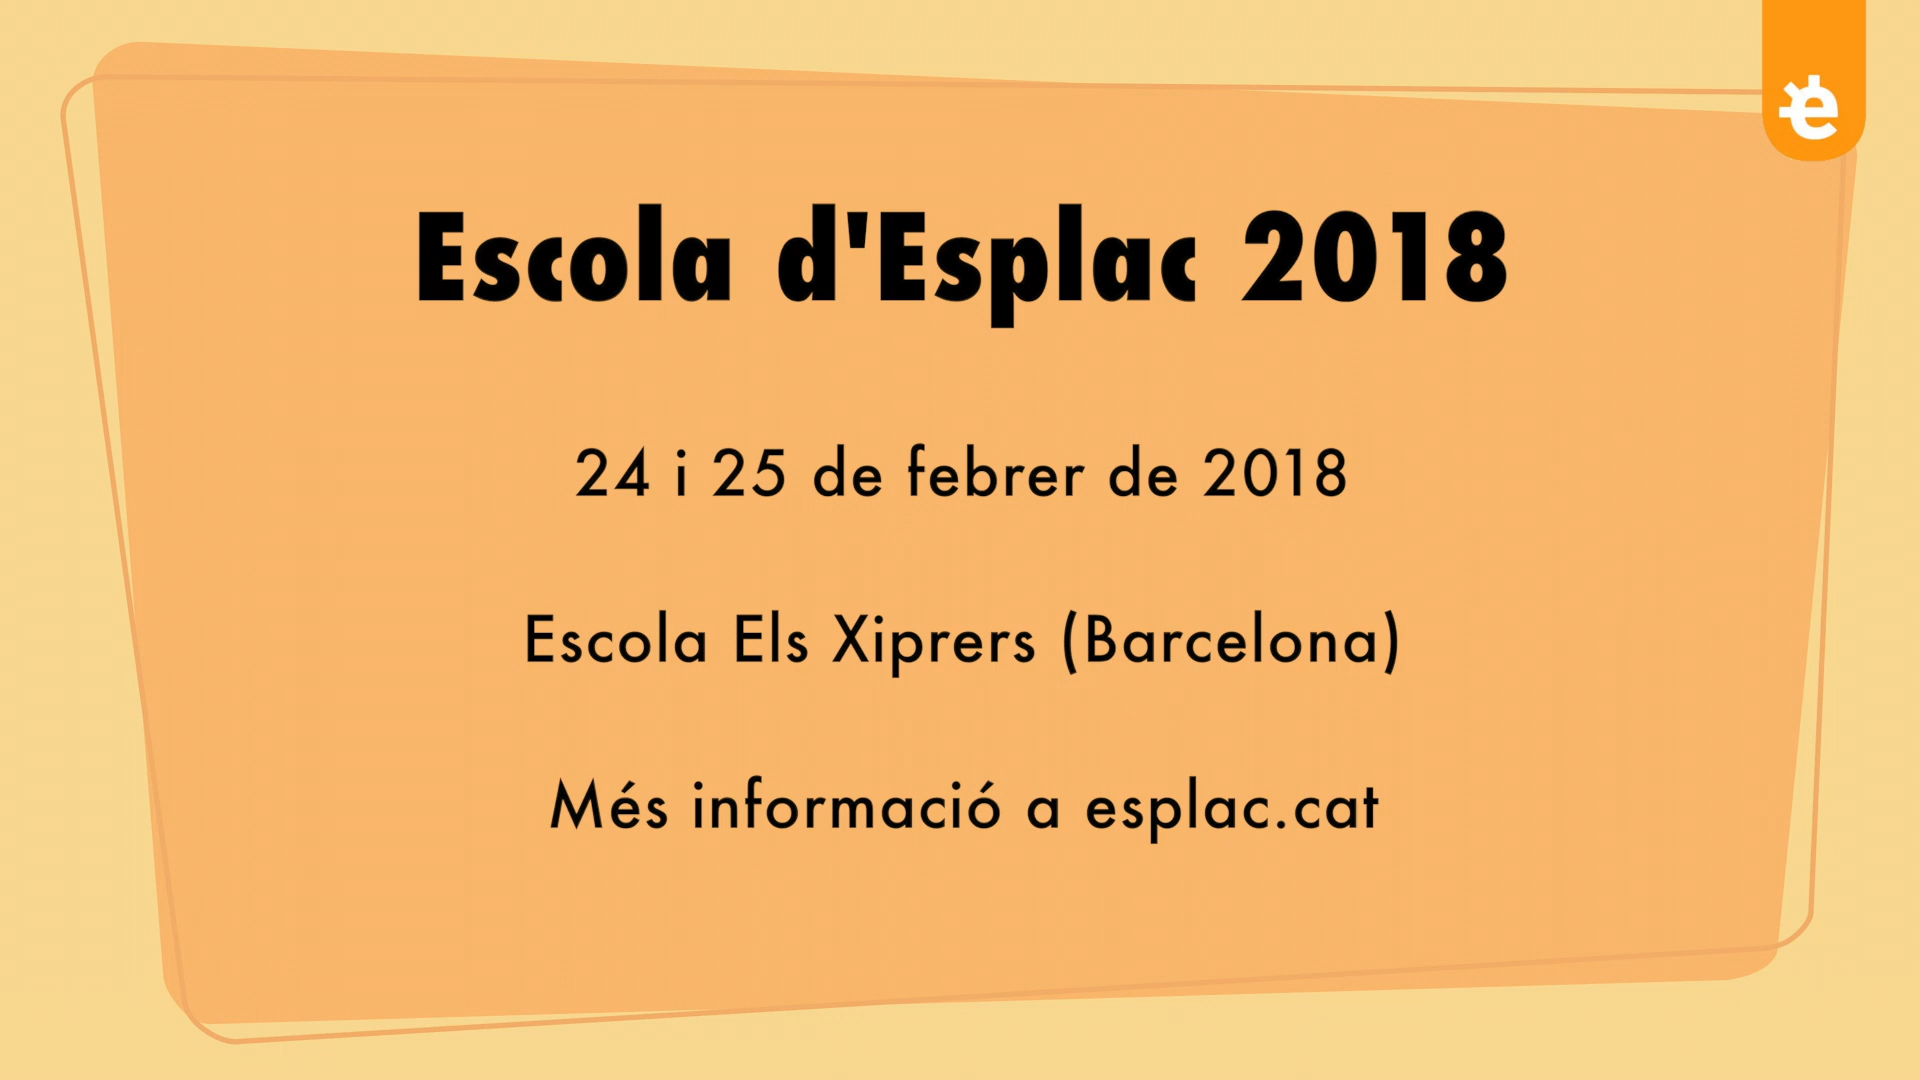 Escola d'Esplac 2018
24 i 25 de febrer de 2018
Escola Els Xiprers (Barcelona)
Més informació a esplac.cat